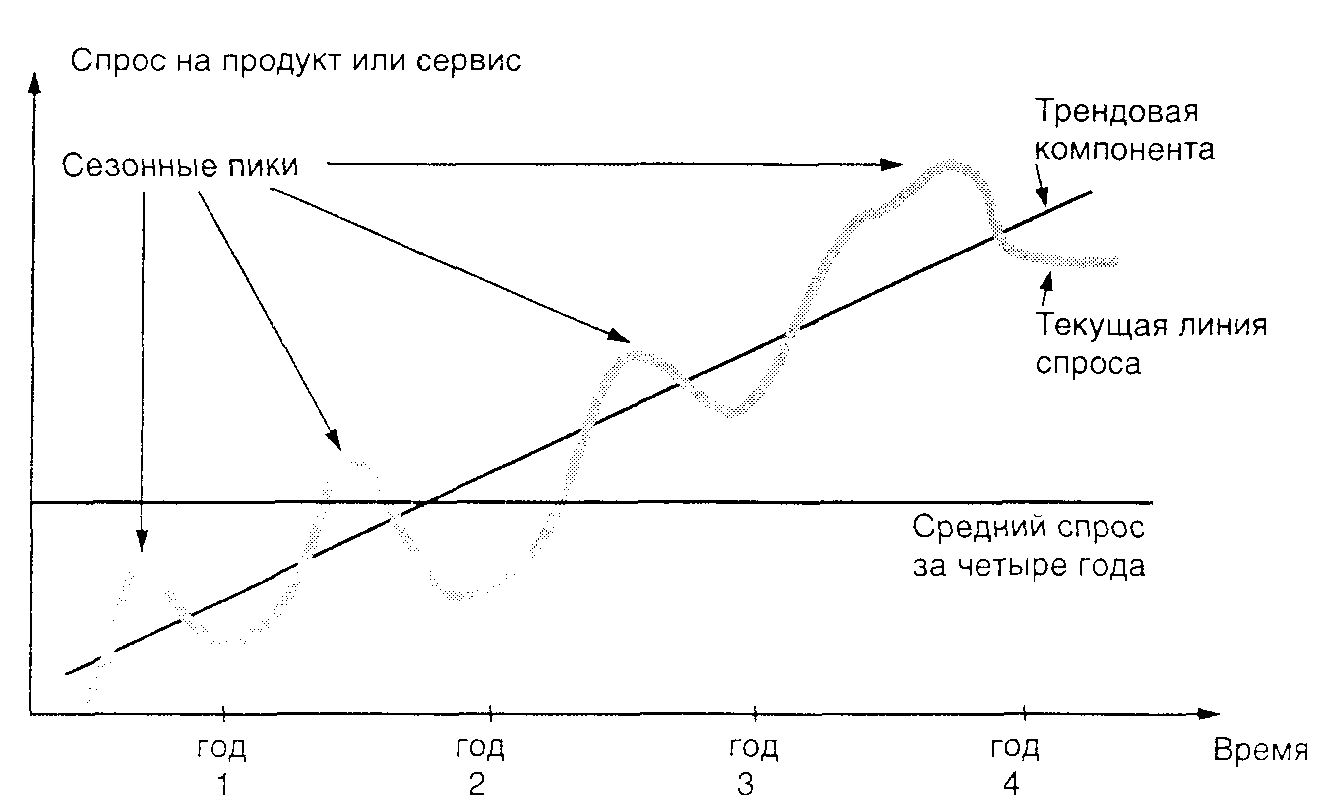 Спрос на продукт или сервис
Трендовая
компонента
Сезонные пики
Текущая линия
спроса
Средний спрос
за четыре года
год
1
год
2
год
3
год
4
Время